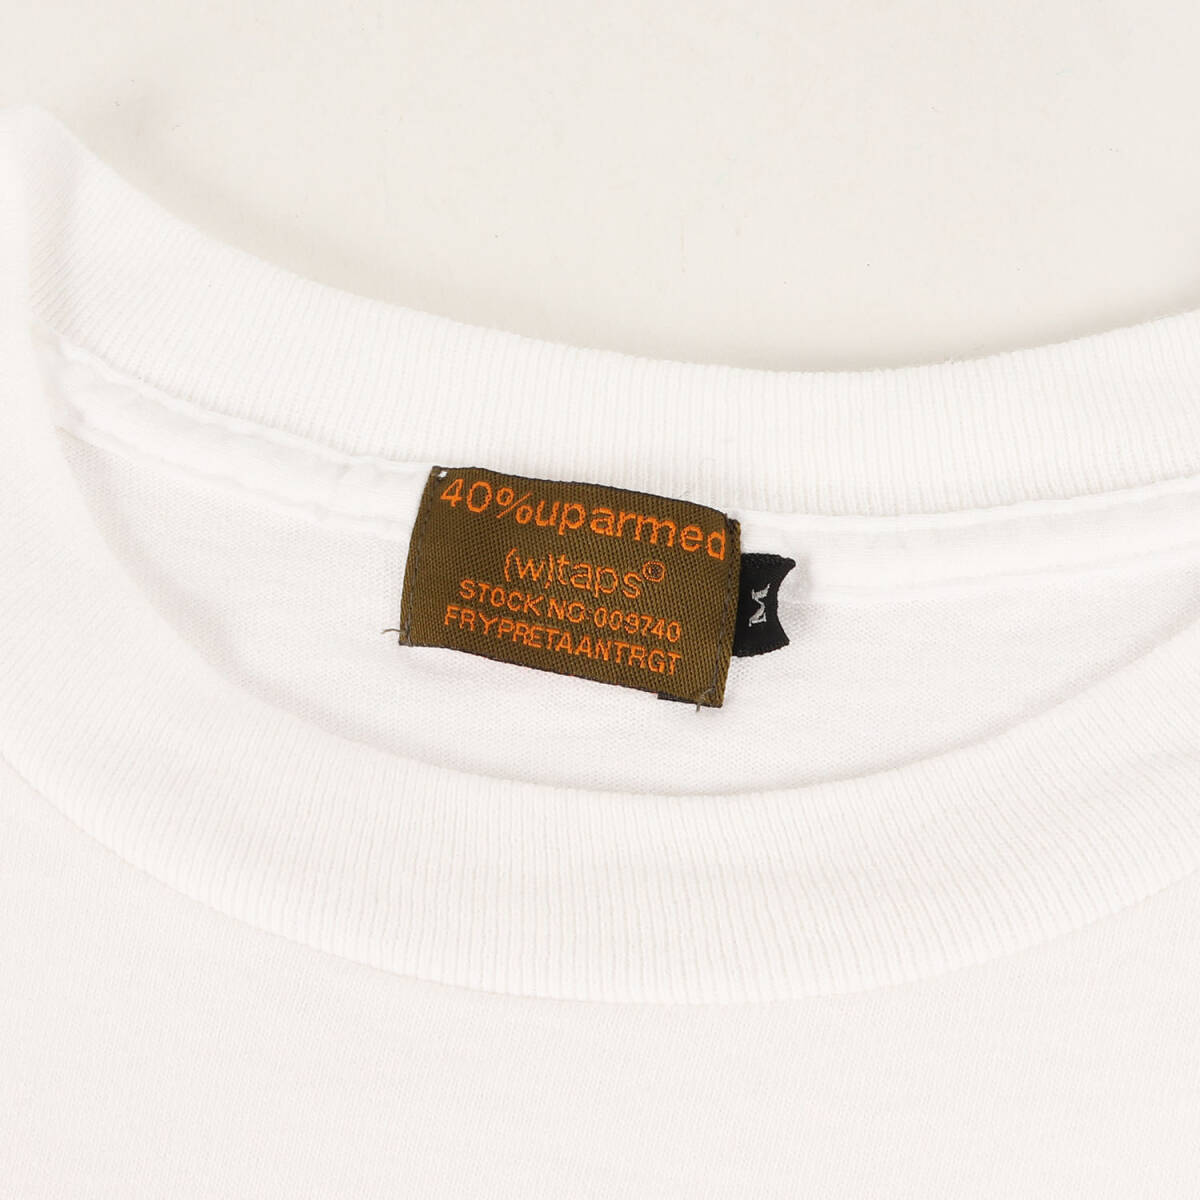 40%uparmed
(w)taps®
STOCK NO 009740
FRYPRETAANTRGT
M